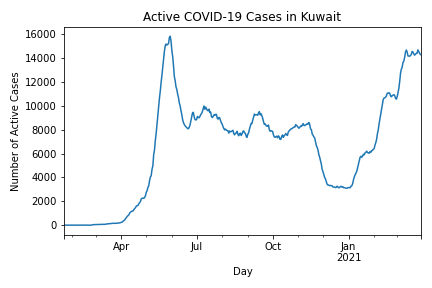 Active COVID-19 Cases in Kuwait
16000
14000
12000
10000
8000
6000
4000
2000
0
Number of Active Cases
Apr
Jul
Oct
Jan
2021
Day